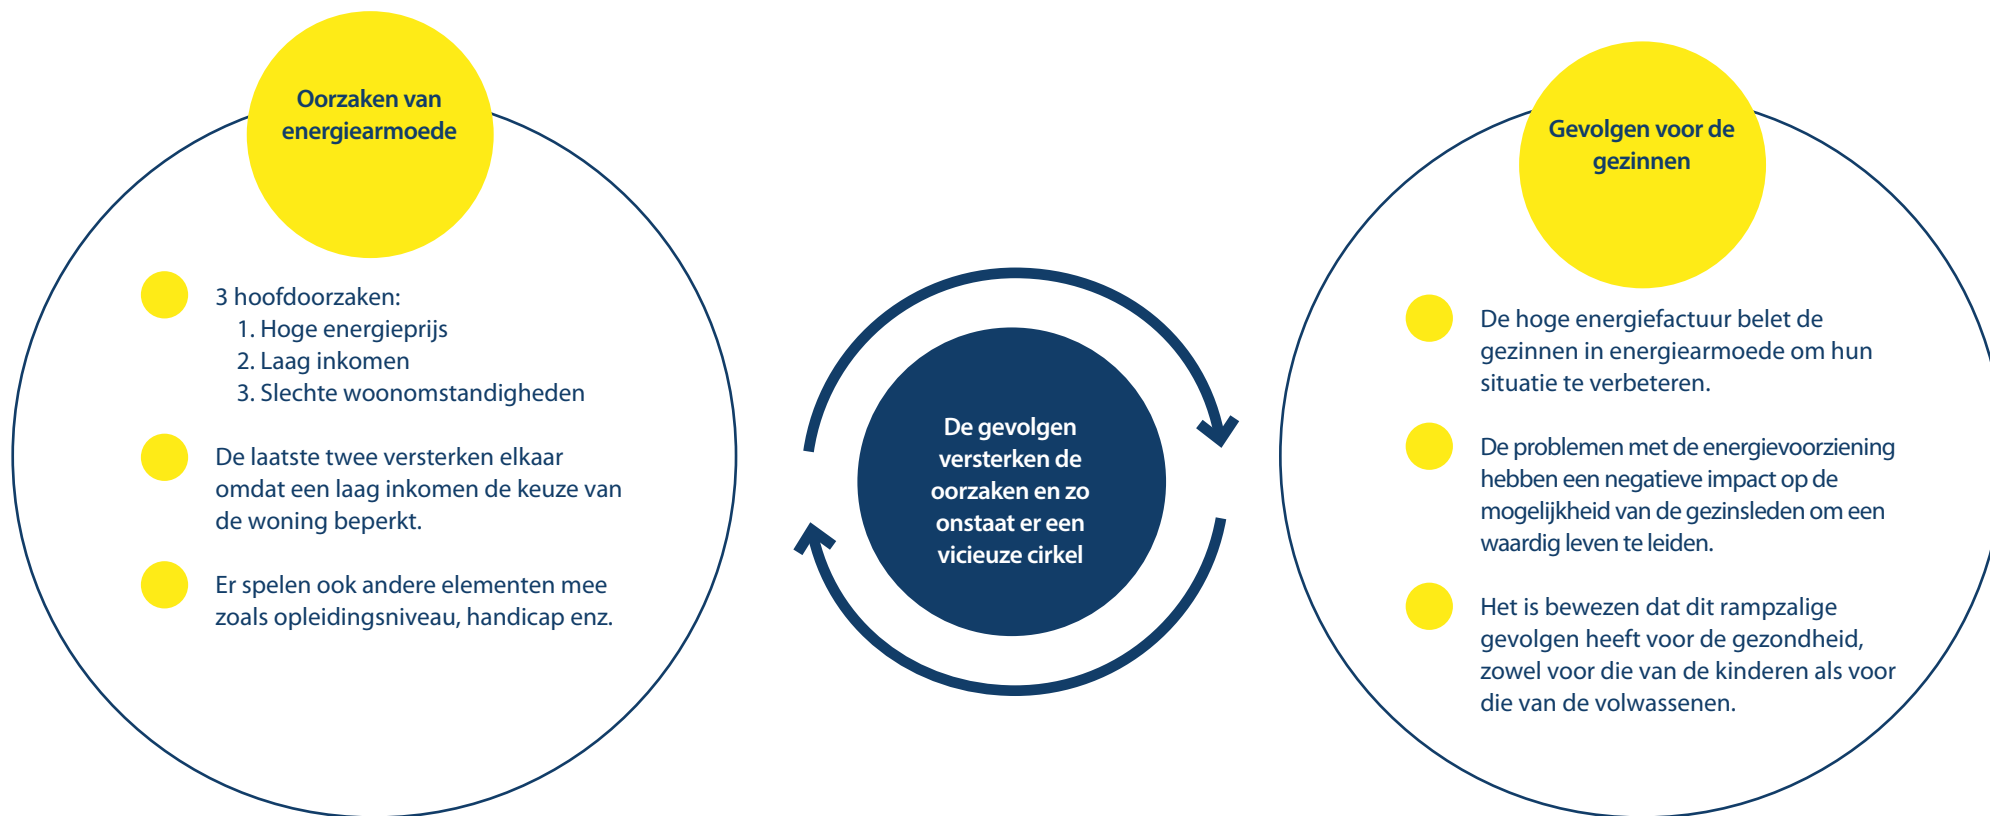 Oorzaken van
energiearmoede
3 hoofdoorzaken:
1. Hoge energieprijs
2. Laag inkomen
3. Slechte woonomstandigheden
De laatste twee versterken elkaar
omdat een laag inkomen de keuze van
de woning beperkt.
Er spelen ook andere elementen mee
zoals opleidingsniveau, handicap enz.
De gevolgen
versterken de
oorzaken en zo
onstaat er een
vicieuze cirkel
Gevolgen voor de
gezinnen
De hoge energiefactuur belet de
gezinnen in energiearmoede om hun
situatie te verbeteren.
De problemen met de energievoorziening
hebben een negatieve impact op de
mogelijkheid van de gezinsleden om een
waardig leven te leiden.
Het is bewezen dat dit rampzalige
gevolgen heeft voor de gezondheid,
zowel voor die van de kinderen als voor
die van de volwassenen.